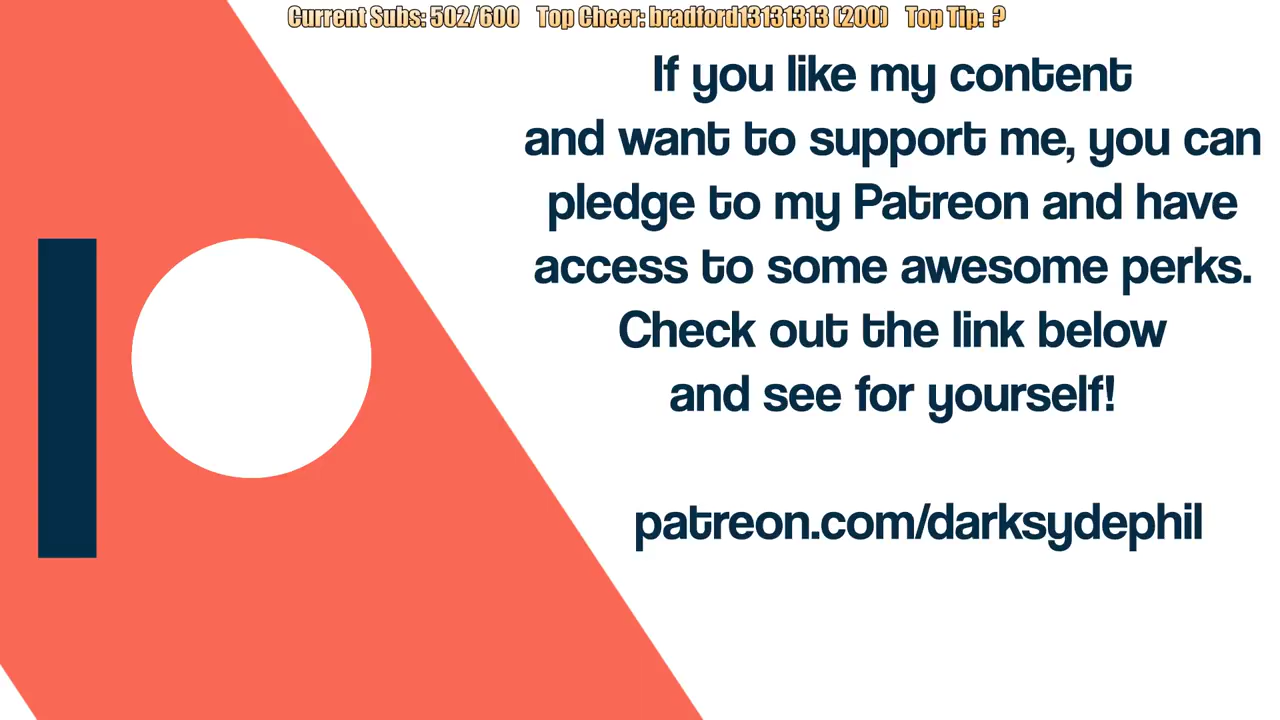 Current Subs: 502/600 Top Cheer: bradford13131313 (200) Top Tip: ?
If you like my content
and want to support me, you can
pledge to my Patreon and have
access to some awesome perks.
Check out the link below
and see for yourself!
patreon.com/darksydephil